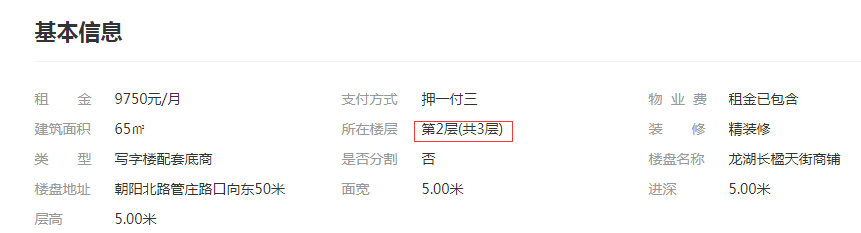 基本信息
租 金 9750元/月 支付方式 押一付三 物 业 费 租金已包含
建筑面积 65㎡ 所在楼层 第2层(共3层) 装 修 精装修
类 型 写字楼配套底商 是否分割 否 楼盘名称 龙湖长楹天街商铺
楼盘地址 朝阳北路管庄路口向东50米 面宽 5.00米 进深 5.00米
层高 5.00米